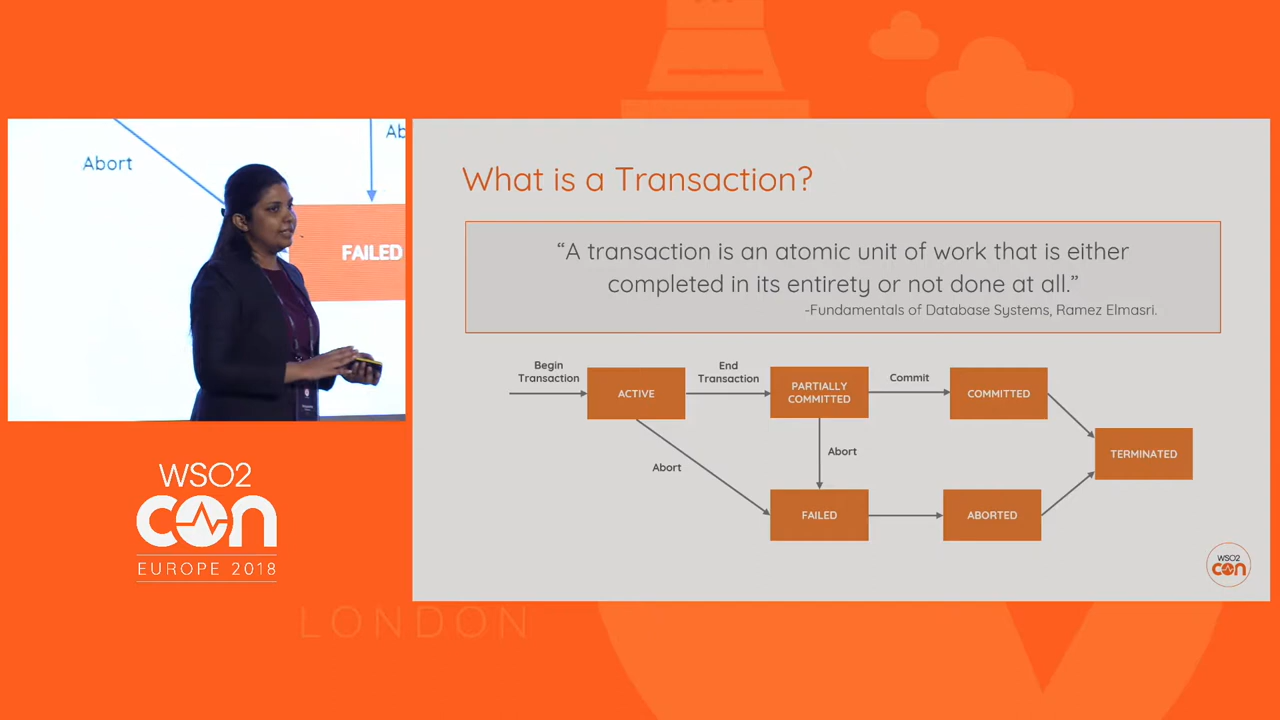 Abort
Ab
FAILED
What is a Transaction?
“A transaction is an atomic unit of work that is either
completed in its entirety or not done at all.”
-Fundamentals of Database Systems, Ramez Elmasri.
Begin
Transaction
ACTIVE
End
Transaction
PARTIALLY
COMMITTED
Commit
COMMITTED
TERMINATED
Abort
Abort
FAILED
ABORTED
WSO2
CON
EUROPE 2018
WSO2
CON
LONDON